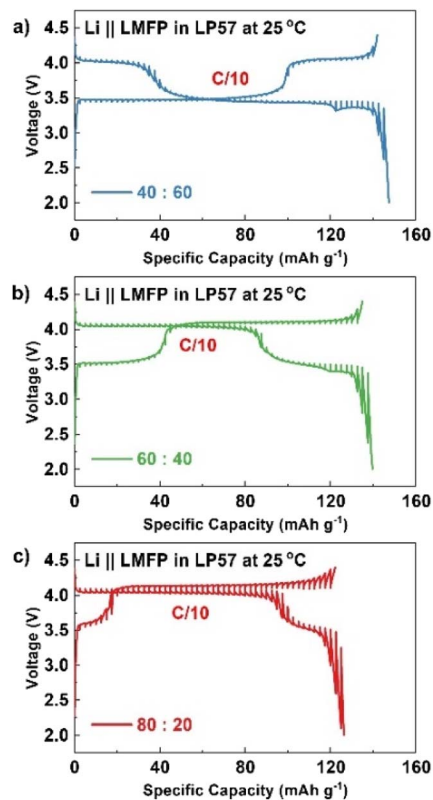 a)
Li || LMFP in LP57 at 25 °C
4.5
4.0
3.5
3.0
2.5
2.0
Voltage (V)
C/10
40 : 60
0 40 80 120 160
Specific Capacity (mAh g⁻¹)
b)
Li || LMFP in LP57 at 25 °C
4.5
4.0
3.5
3.0
2.5
2.0
Voltage (V)
C/10
60 : 40
0 40 80 120 160
Specific Capacity (mAh g⁻¹)
c)
Li || LMFP in LP57 at 25 °C
4.5
4.0
3.5
3.0
2.5
2.0
Voltage (V)
C/10
80 : 20
0 40 80 120 160
Specific Capacity (mAh g⁻¹)